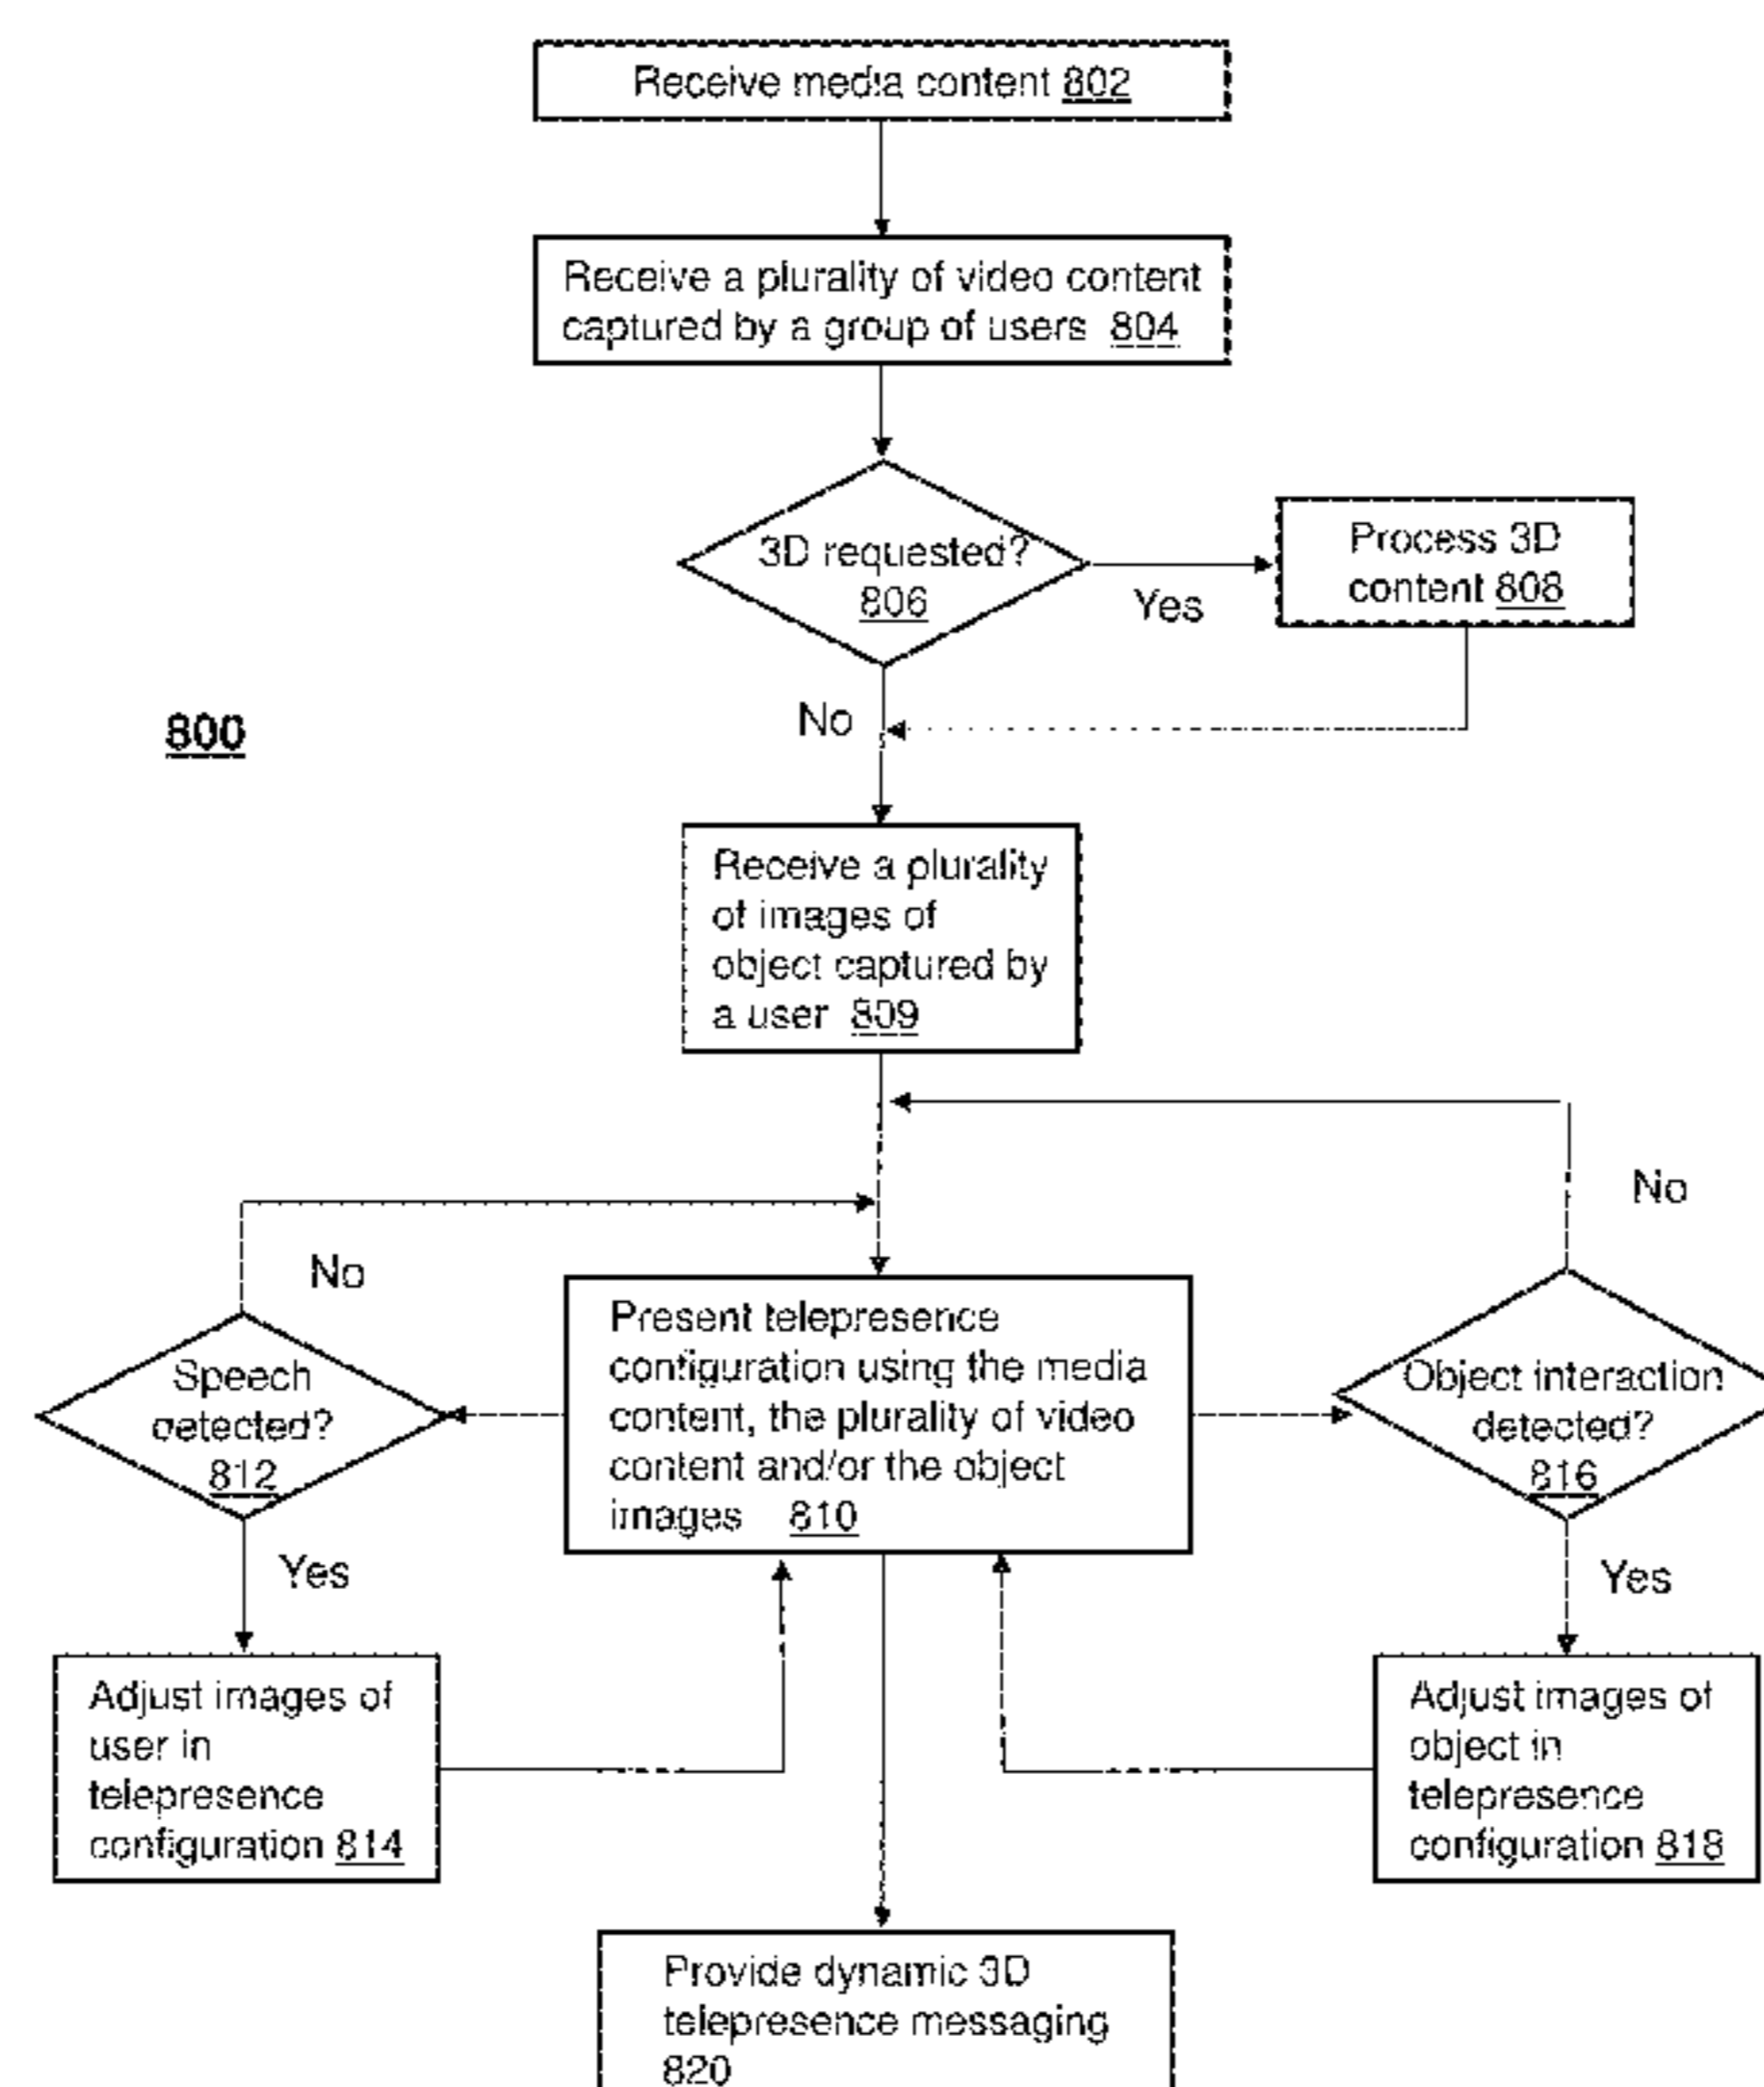 Receive media content 802
Receive a plurality of video content
captured by a group of users 804
3D requested?
806
Yes
Process 3D
content 808
No
800
Receive a plurality
of images of
object captured by
a user 809
No
No
Speech
detected?
812
Present telepresence
configuration using the media
content, the plurality of video
content and/or the object
images 810
Object interaction
detected?
816
Yes
Yes
Adjust images of
user in
telepresence
configuration 814
Adjust images of
object in
telepresence
configuration 818
Provide dynamic 3D
telepresence messaging
820